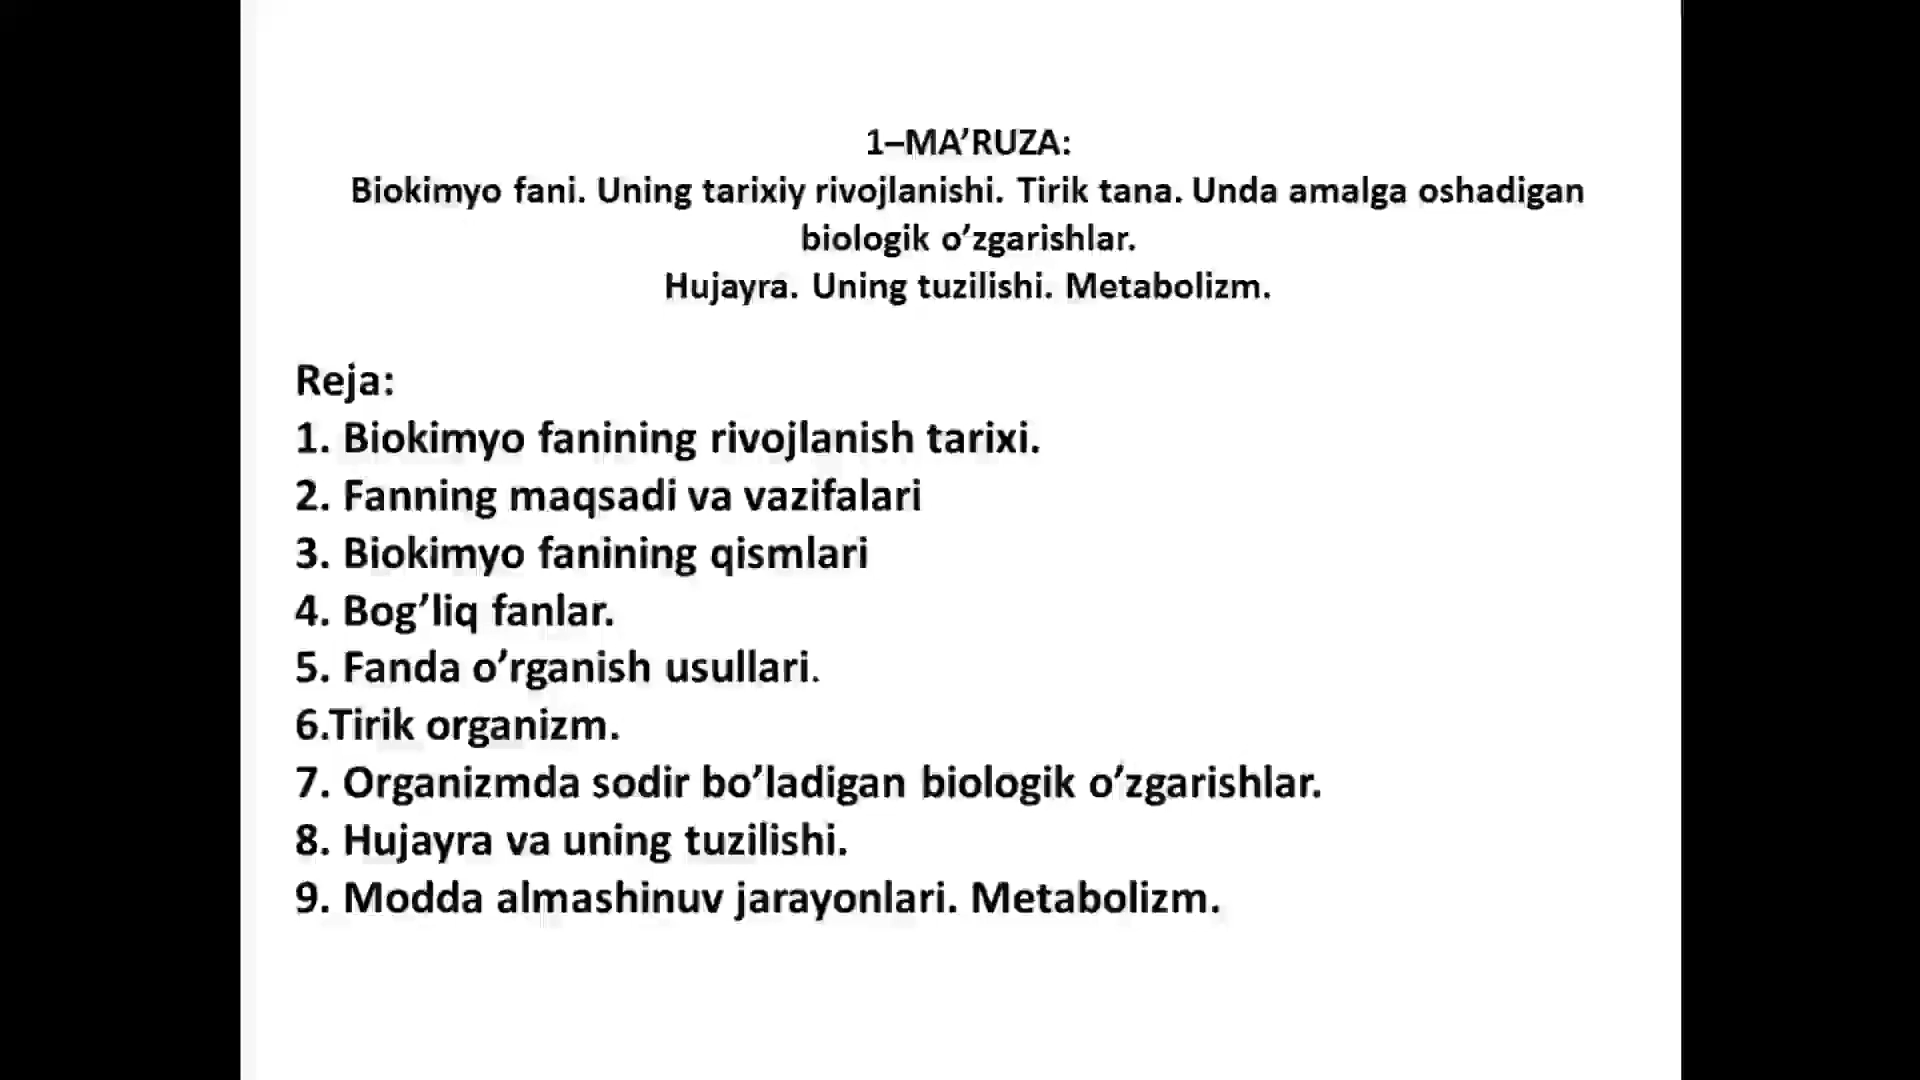 1–MA’RUZA:
Biokimyo fani. Uning tarixiy rivojlanishi. Tirik tana. Unda amalga oshadigan
biologik o’zgarishlar.
Hujayra. Uning tuzilishi. Metabolizm.
Reja:
1. Biokimyo fanining rivojlanish tarixi.
2. Fanning maqsadi va vazifalari
3. Biokimyo fanining qismlari
4. Bog’liq fanlar.
5. Fanda o’rganish usullari.
6.Tirik organizm.
7. Organizmda sodir bo’ladigan biologik o’zgarishlar.
8. Hujayra va uning tuzilishi.
9. Modda almashinuv jarayonlari. Metabolizm.